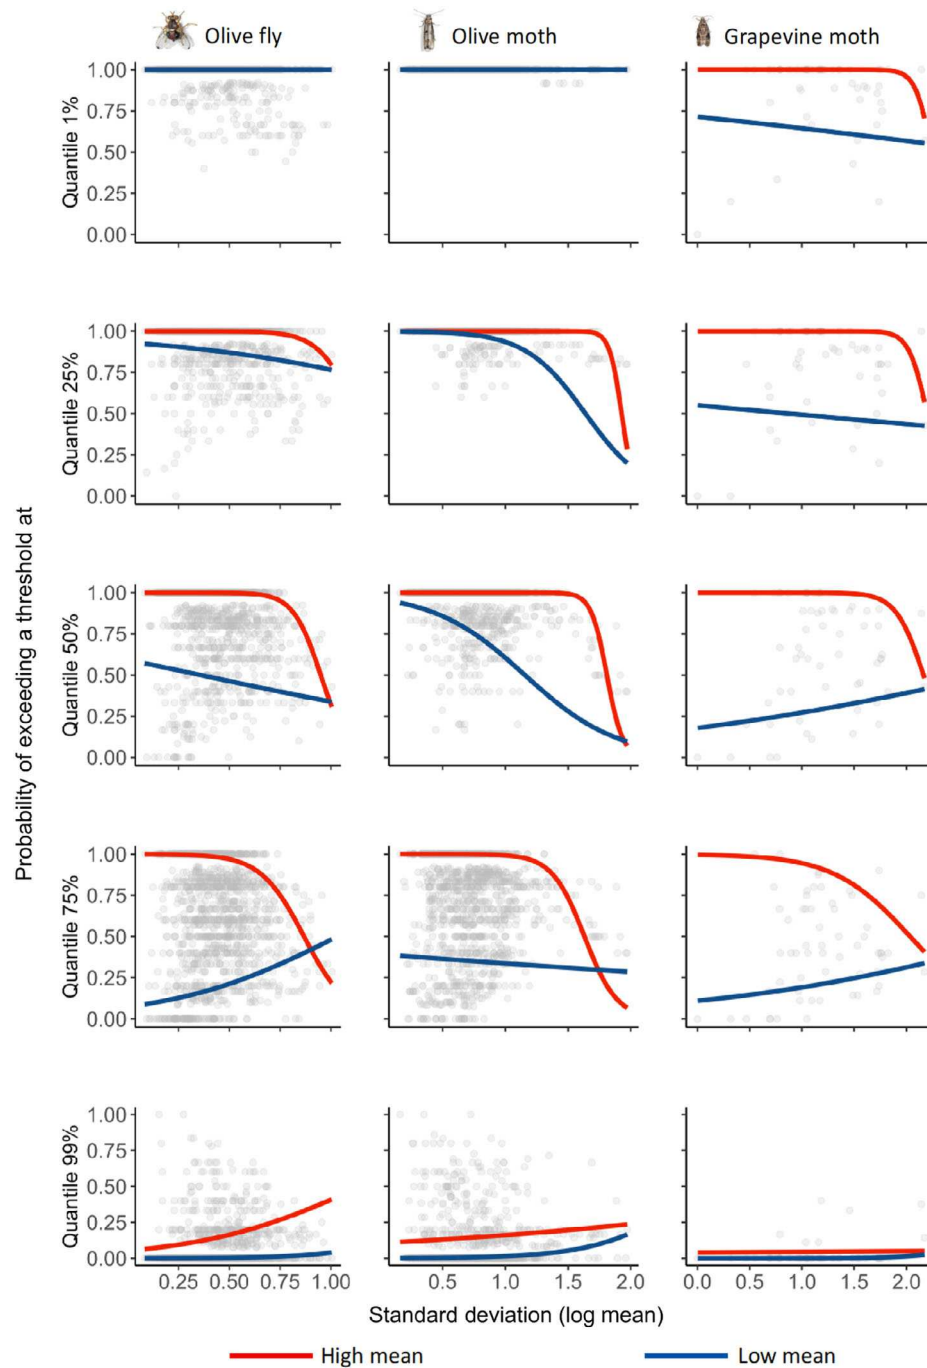 Olive fly Olive moth Grapevine moth
Probability of exceeding a threshold at
Quantile 1%
1.00
0.75
0.50
0.25
0.00
Quantile 25%
1.00
0.75
0.50
0.25
0.00
Quantile 50%
1.00
0.75
0.50
0.25
0.00
Quantile 75%
1.00
0.75
0.50
0.25
0.00
Quantile 99%
1.00
0.75
0.50
0.25
0.00
0.25 0.50 0.75 1.00 0.5 1.0 1.5 2.0 0.0 0.5 1.0 1.5 2.0
Standard deviation (log mean)
High mean Low mean